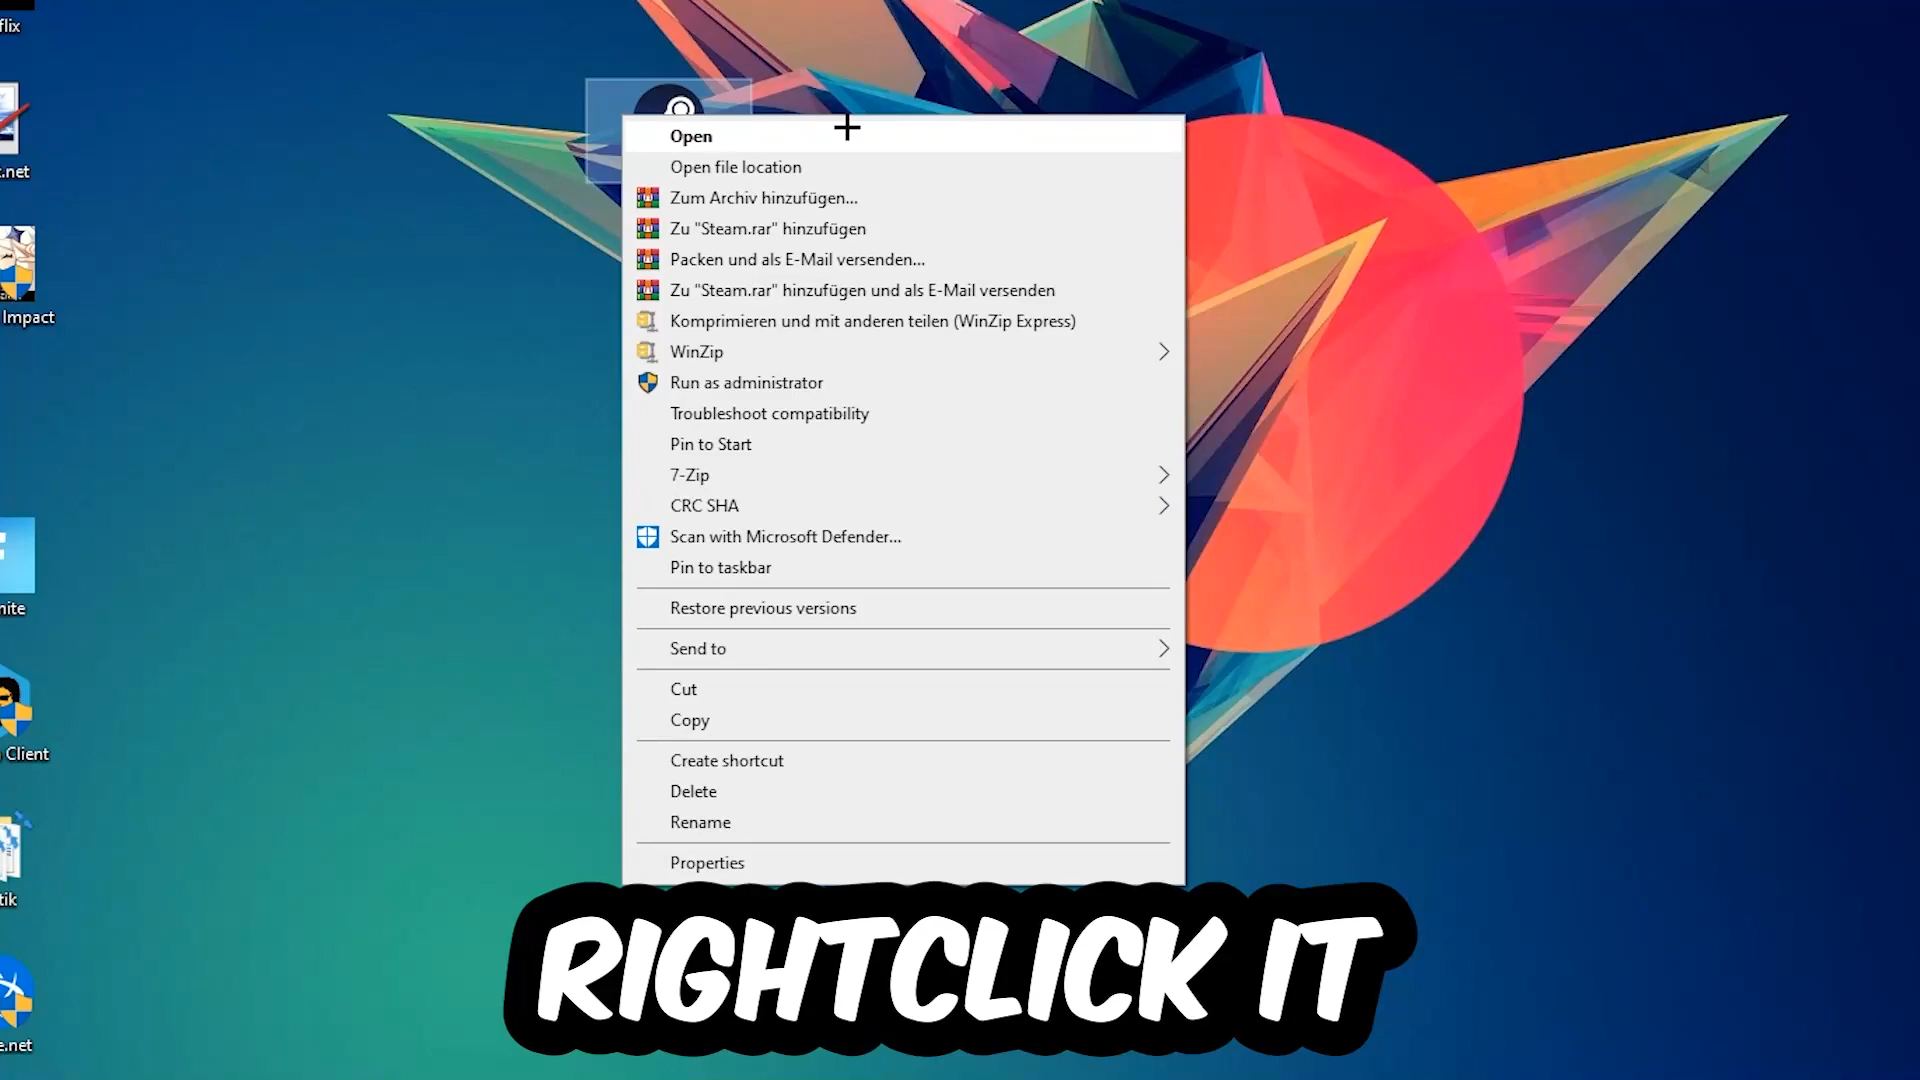 flix
.net
Impact
nite
Client
tik
e.net
Open
Open file location
Zum Archiv hinzufügen...
Zu "Steam.rar" hinzufügen
Packen und als E-Mail versenden...
Zu "Steam.rar" hinzufügen und als E-Mail versenden
Komprimieren und mit anderen teilen (WinZip Express)
WinZip
Run as administrator
Troubleshoot compatibility
Pin to Start
7-Zip
CRC SHA
Scan with Microsoft Defender...
Pin to taskbar
Restore previous versions
Send to
Cut
Copy
Create shortcut
Delete
Rename
Properties
RIGHTCLICK IT